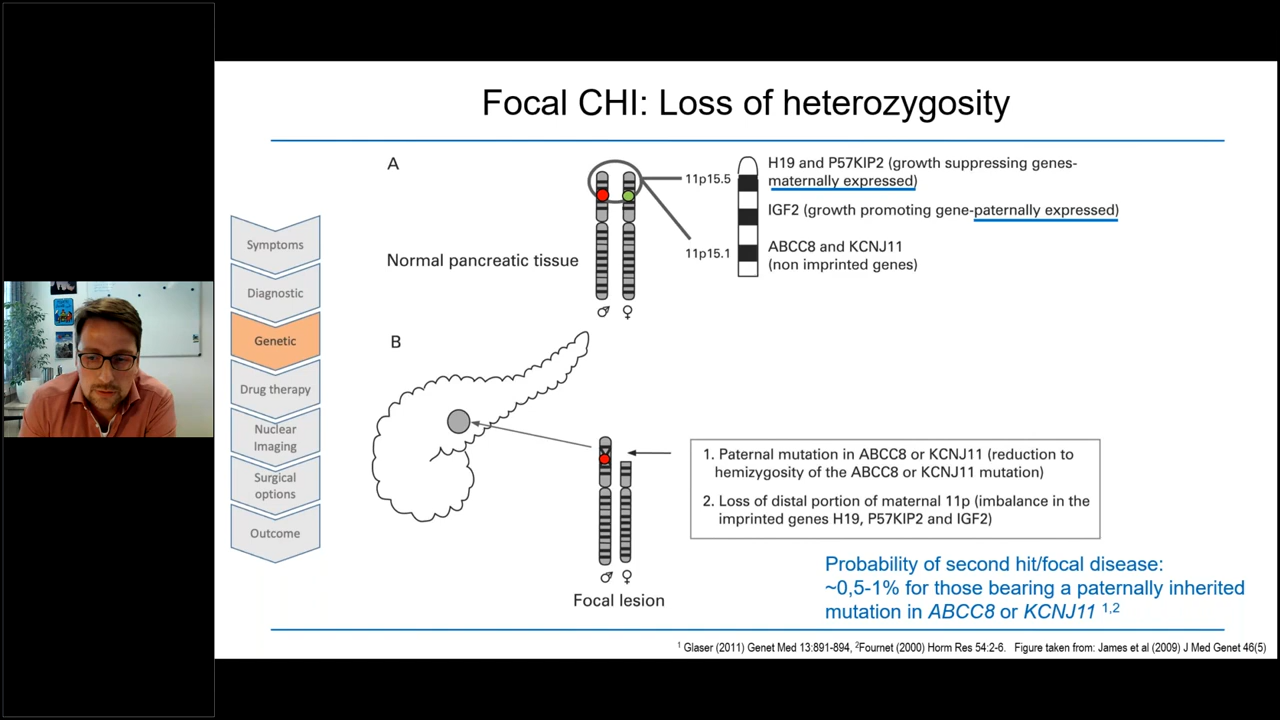 Focal CHI: Loss of heterozygosity
Symptoms
Diagnostic
Genetic
Drug therapy
Nuclear
Imaging
Surgical
options
Outcome
A
Normal pancreatic tissue
11p15.5
11p15.1
♂ ♀
H19 and P57KIP2 (growth suppressing genes-
maternally expressed)
IGF2 (growth promoting gene-paternally expressed)
ABCC8 and KCNJ11
(non imprinted genes)
B
♂ ♀
Focal lesion
1. Paternal mutation in ABCC8 or KCNJ11 (reduction to
hemizygosity of the ABCC8 or KCNJ11 mutation)
2. Loss of distal portion of maternal 11p (imbalance in the
imprinted genes H19, P57KIP2 and IGF2)
Probability of second hit/focal disease:
~0,5-1% for those bearing a paternally inherited
mutation in ABCC8 or KCNJ11 1,2
1 Glaser (2011) Genet Med 13:891-894, 2Fournet (2000) Horm Res 54:2-6. Figure taken from: James et al (2009) J Med Genet 46(5)